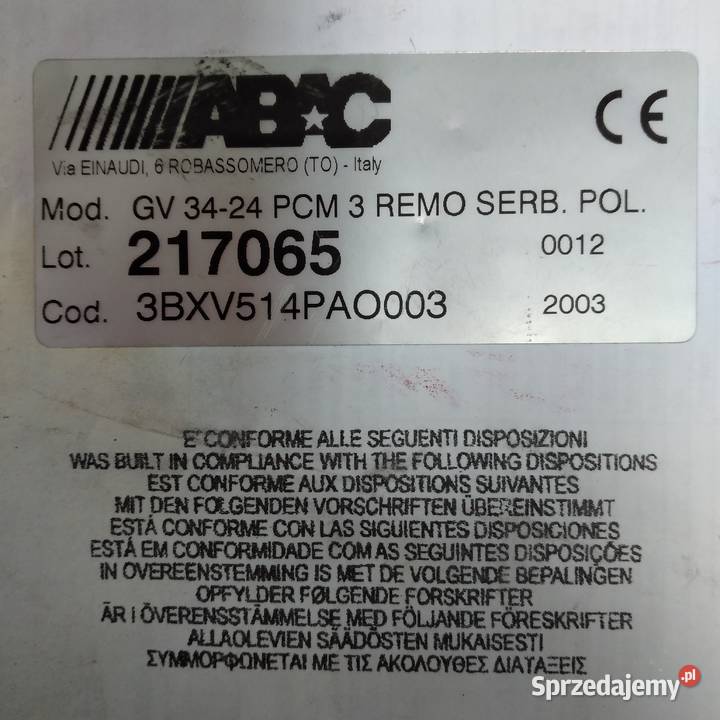 ABAC
CE
Via EINAUDI, 6 ROBASSOMERO (TO) - Italy
Mod. GV 34-24 PCM 3 REMO SERB. POL.
Lot. 217065 0012
Cod. 3BXV514PAO003 2003
E' CONFORME ALLE SEGUENTI DISPOSIZIONI
WAS BUILT IN COMPLIANCE WITH THE FOLLOWING DISPOSITIONS
EST CONFORME AUX DISPOSITIONS SUIVANTES
MIT DEN FOLGENDEN VORSCHRIFTEN ÜBEREINSTIMMT
ESTÁ CONFORME CON LAS SIGUIENTES DISPOSICIONES
ESTÁ EM CONFORMIDADE COM AS SEGUINTES DISPOSIÇÕES
IN OVEREENSTEMMING IS MET DE VOLGENDE BEPALINGEN
OPFYLDER FØLGENDE FORSKRIFTER
ÄR I ÖVERENSSTÄMMELSE MED FÖLJANDE FÖRESKRIFTER
ALLAOLEVIEN SÄÄDÖSTEN MUKAISESTI
ΣΥΜΜΟΡΦΩΝΕΤΑΙ ΜΕ ΤΙΣ ΑΚΟΛΟΥΘΕΣ ΔΙΑΤΑΞΕΙΣ
Sprzedajemy.pl